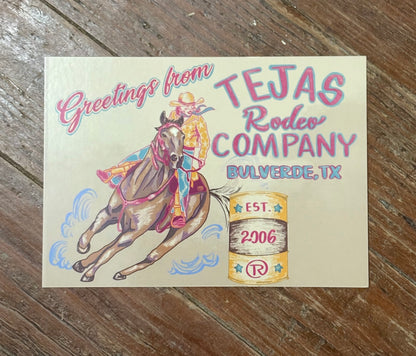 Greetings from
TEJAS
Rodeo
COMPANY
BULVERDE, TX
EST.
2006
R